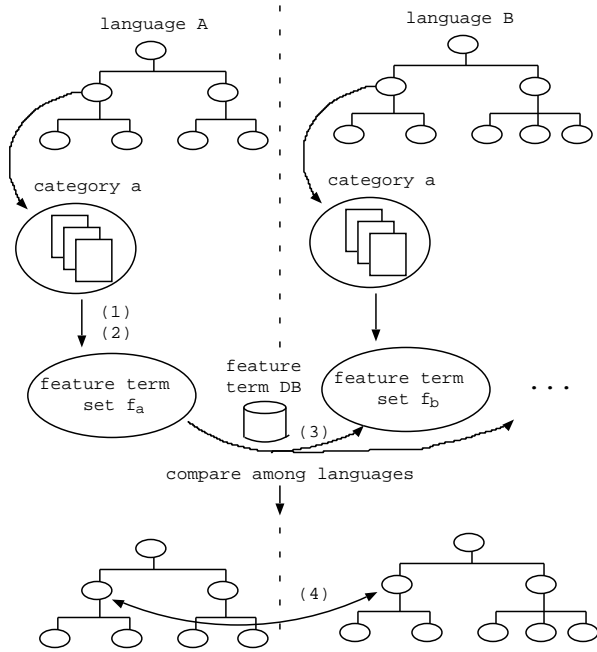 language A
language B
category a
category a
(1)
(2)
feature
term DB
feature term
set fa
feature term
set fb
...
(3)
compare among languages
(4)